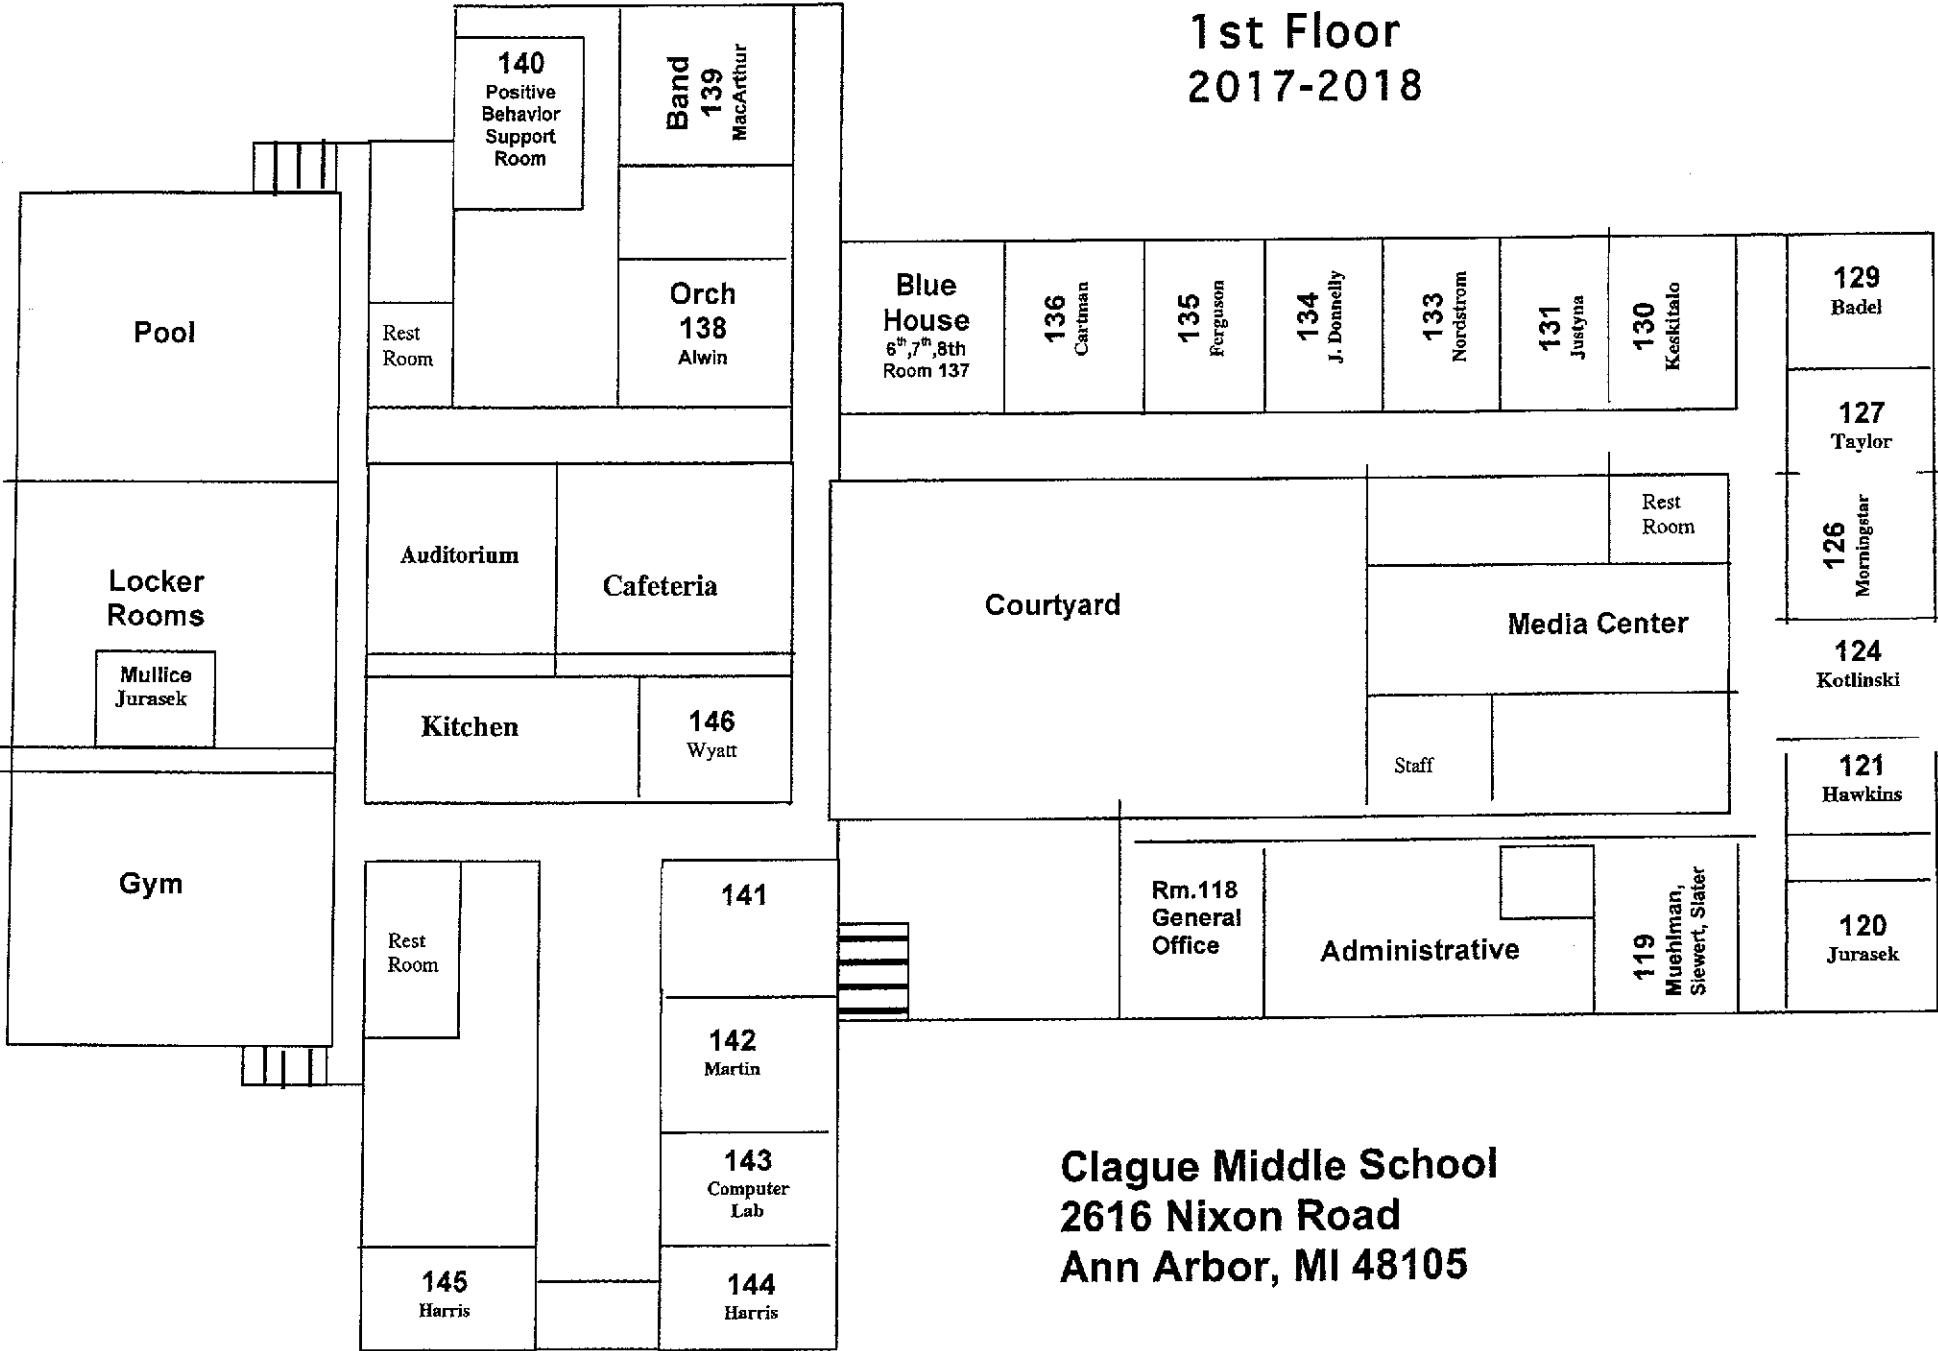 1st Floor
2017-2018
140
Positive
Behavior
Support
Room
Band
139
MacArthur
Orch
138
Alwin
Rest
Room
Pool
Locker
Rooms
Mullice
Jurasek
Gym
Auditorium
Cafeteria
Kitchen
146
Wyatt
Blue
House
6th,7th,8th
Room 137
136
Cartman
135
Ferguson
134
J. Donnelly
133
Nordstrom
131
Justyna
130
Keskitalo
129
Badel
127
Taylor
126
Morningstar
124
Kotlinski
121
Hawkins
120
Jurasek
Courtyard
Rest
Room
Media Center
Staff
Rm.118
General
Office
Administrative
119
Muehlman,
Siewert, Slater
Rest
Room
141
142
Martin
143
Computer
Lab
144
Harris
145
Harris
Clague Middle School
2616 Nixon Road
Ann Arbor, MI 48105